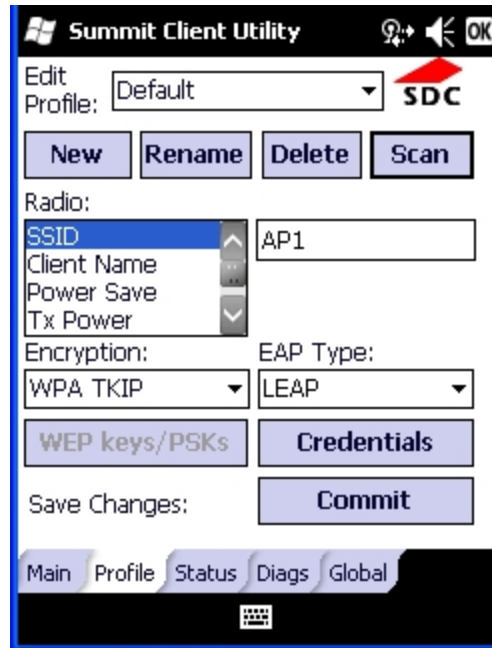 Summit Client Utility OK
Edit
Profile: Default SDC
New Rename Delete Scan
Radio:
SSID AP1
Client Name
Power Save
Tx Power
Encryption: EAP Type:
WPA TKIP LEAP
WEP keys/PSKs Credentials
Save Changes: Commit
Main Profile Status Diags Global